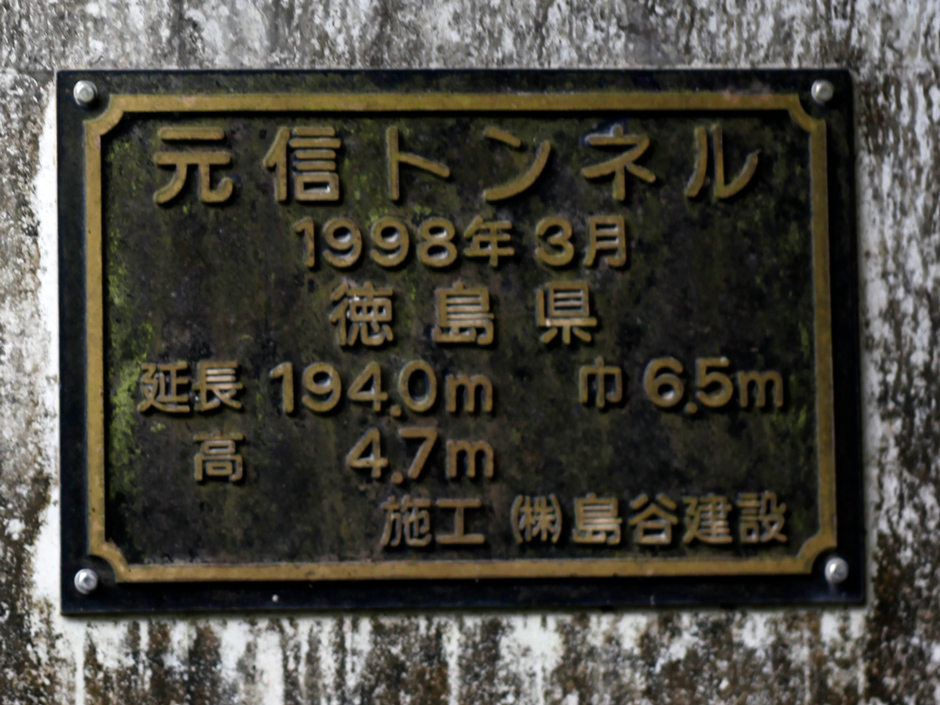 元信トンネル
1998年 3月
徳島県
延長 194.0m 巾 6.5m
高 4.7m
施工 ㈱島谷建設